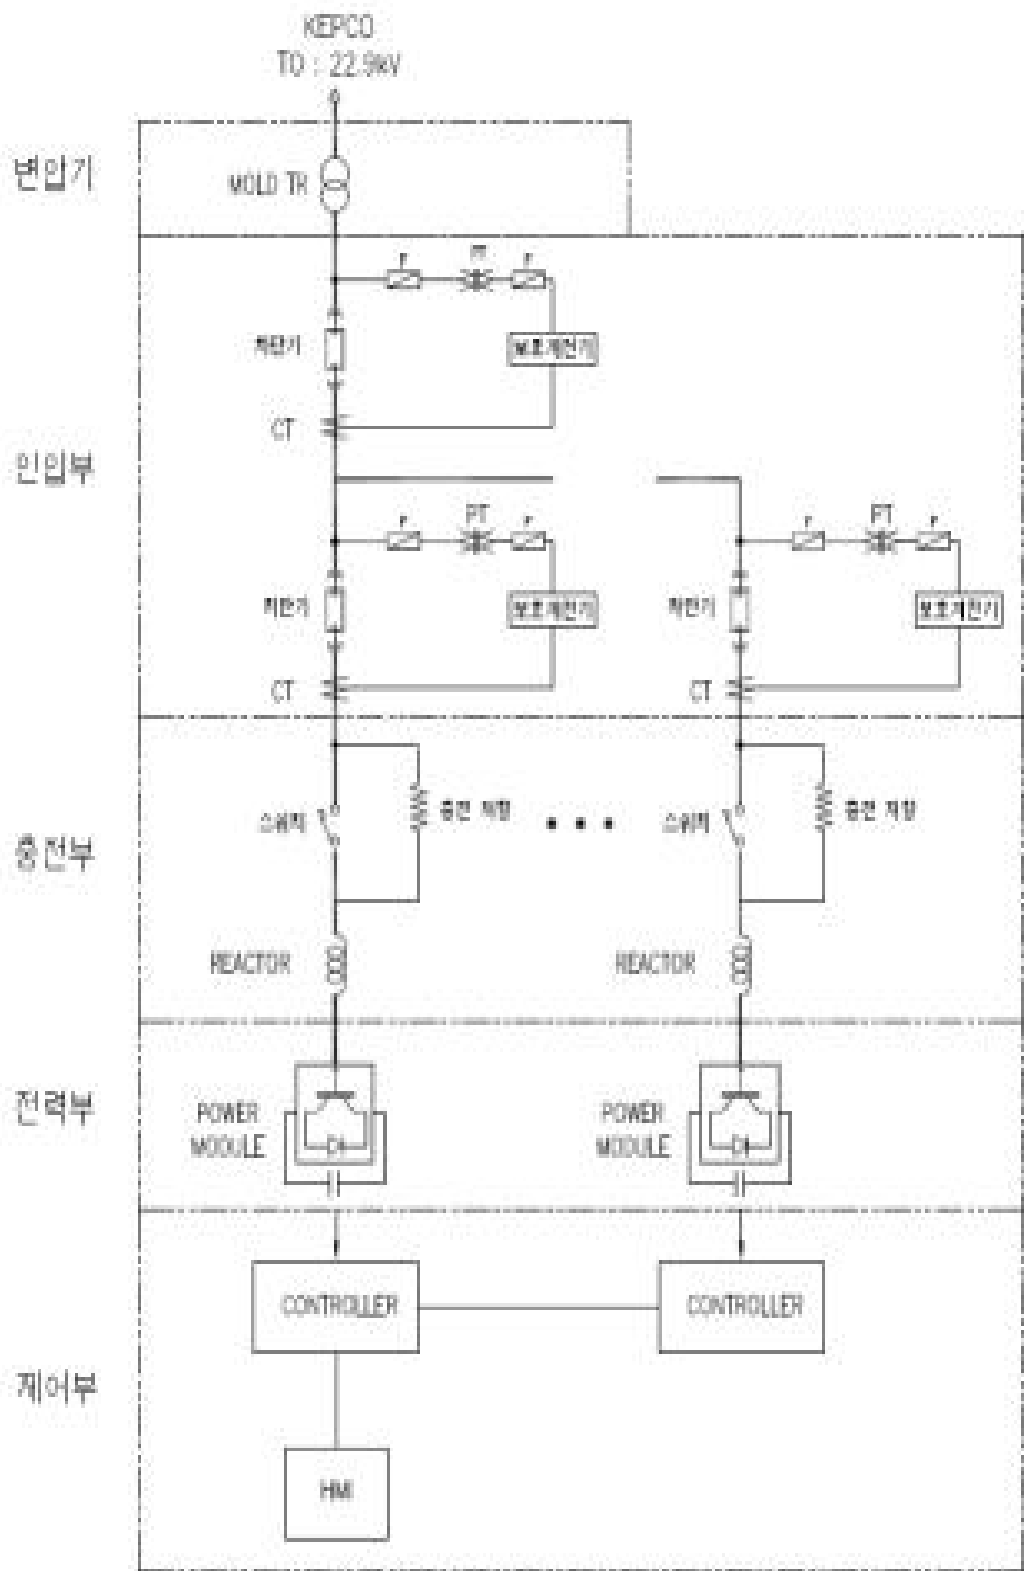 KEPCO
TO : 22.9kV
변압기
MOLD TR
F
PT
F
차단기
보호계전기
CT
인입부
F
PT
F
F
PT
F
차단기
보호계전기
차단기
보호계전기
CT
CT
충전부
스위치
충전 저항
• • •
스위치
충전 저항
REACTOR
REACTOR
전력부
POWER
MODULE
POWER
MODULE
제어부
CONTROLLER
CONTROLLER
HMI